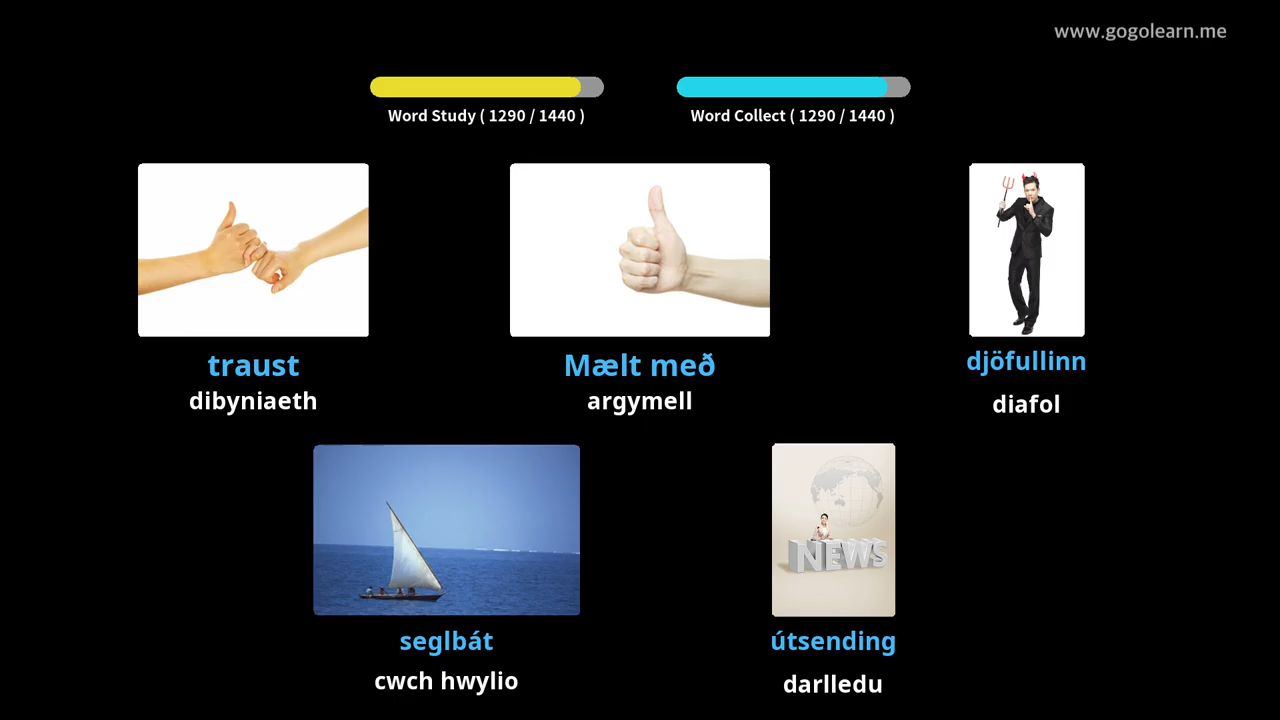 www.gogolearn.me
Word Study ( 1290 / 1440 )
Word Collect ( 1290 / 1440 )
traust
dibyniaeth
Mælt með
argymell
djöfullinn
diafol
NEWS
seglbát
cwch hwylio
útsending
darlledu